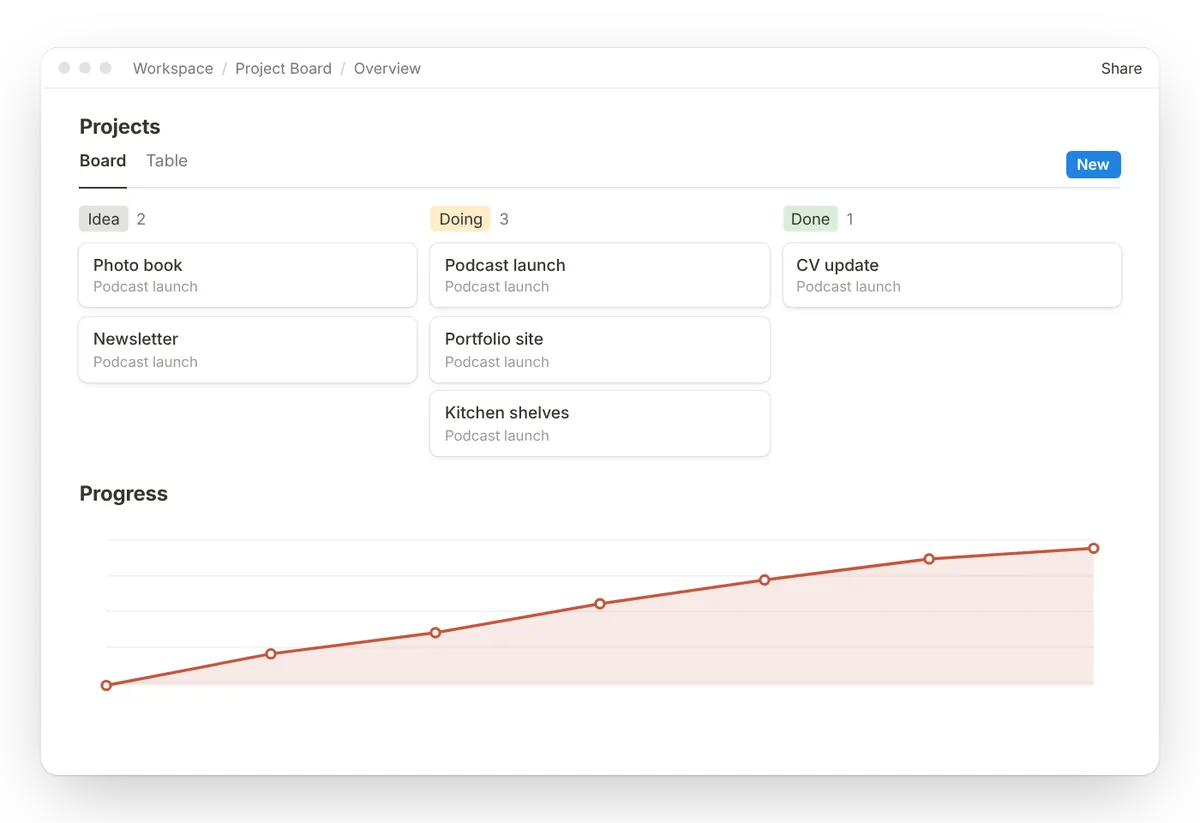 Workspace / Project Board / Overview
Share
Projects
Board Table
New
Idea 2
Photo book
Podcast launch
Newsletter
Podcast launch
Doing 3
Podcast launch
Podcast launch
Portfolio site
Podcast launch
Kitchen shelves
Podcast launch
Done 1
CV update
Podcast launch
Progress